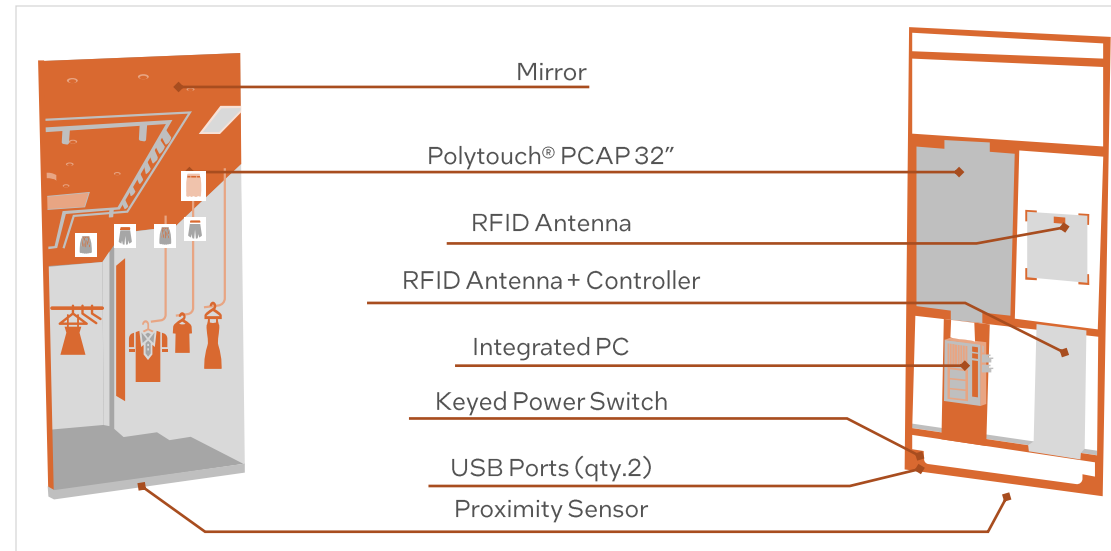 Mirror
Polytouch® PCAP 32”
RFID Antenna
RFID Antenna + Controller
Integrated PC
Keyed Power Switch
USB Ports (qty.2)
Proximity Sensor